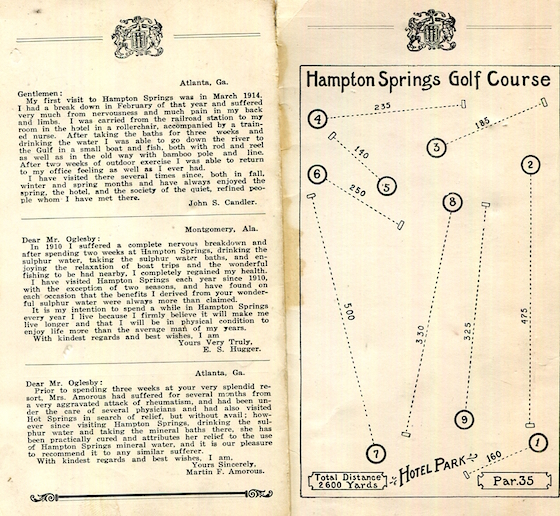 Atlanta, Ga.
Gentlemen:
My first visit to Hampton Springs was in March 1914.
I had a break down in February of that year and suffered
very much from nervousness and much pain in my back
and limbs. I was carried from the railroad station to my
room in the hotel in a rollerchair, accompanied by a train-
ed nurse. After taking the baths for three weeks and
drinking the water I was able to go down the river to
the Gulf in a small boat and fish, both with rod and reel
as well as in the old way with bamboo pole and line.
After two weeks of outdoor exercise I was able to return
to my office feeling as well as I ever had.
I have visited there several times since, both in fall,
winter and spring months and have always enjoyed the
spring, the hotel, and the society of the quiet, refined peo-
ple whom I have met there.
John S. Candler.
Montgomery, Ala.
Dear Mr. Oglesby:
In 1910 I suffered a complete nervous breakdown and
after spending two weeks at Hampton Springs, drinking the
sulphur water, taking the sulphur water baths, and en-
joying the relaxation of boat trips and the wonderful
fishing to be had nearby, I completely regained my health.
I have visited Hampton Springs each year since 1910,
with the exception of two seasons, and have found on
each occasion that the benefits I derived from your wonder-
ful sulphur water were always more than claimed.
It is my intention to spend a while in Hampton Springs
every year I live because I firmly believe it will make me
live longer and that I will be in physical condition to
enjoy life more than the average man of my years.
With kindest regards and best wishes, I am
Yours Very Truly,
E. S. Hugger.
Atlanta, Ga.
Dear Mr. Oglesby:
Prior to spending three weeks at your very splendid re-
sort, Mrs. Amorous had suffered for several months from
a very aggravated attack of rheumatism, and had been un-
der the care of several physicians and had also visited
Hot Springs in search of relief, but without avail; how-
ever since visiting Hampton Springs, drinking the sul-
phur water and taking the mineral baths there, she has
been practically cured and attributes her relief to the use
of Hampton Springs mineral water, and it is our pleasure
to recommend it to any similar sufferer.
With kindest regards and best wishes, I am,
Yours Sincerely,
Martin F. Amorous.
Hampton Springs Golf Course
235
4
185
3
140
2
6
5
250
8
500
330
325
475
9
1
7
HOTEL PARK
160
Total Distance
2600 Yards
Par.35